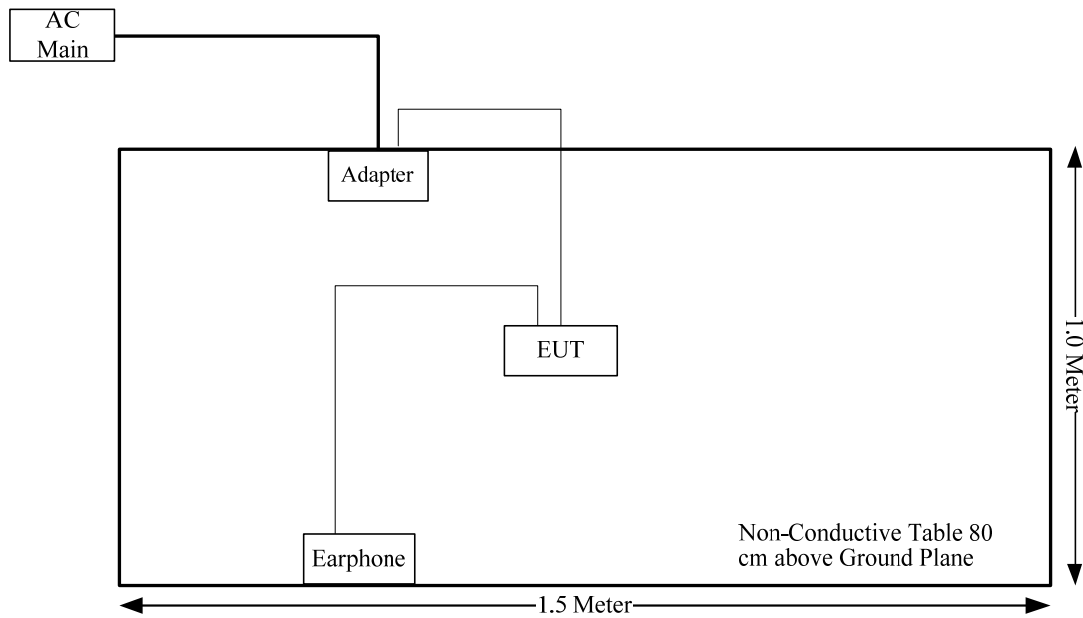 AC
Main
Adapter
EUT
1.0 Meter
Non-Conductive Table 80
cm above Ground Plane
Earphone
1.5 Meter